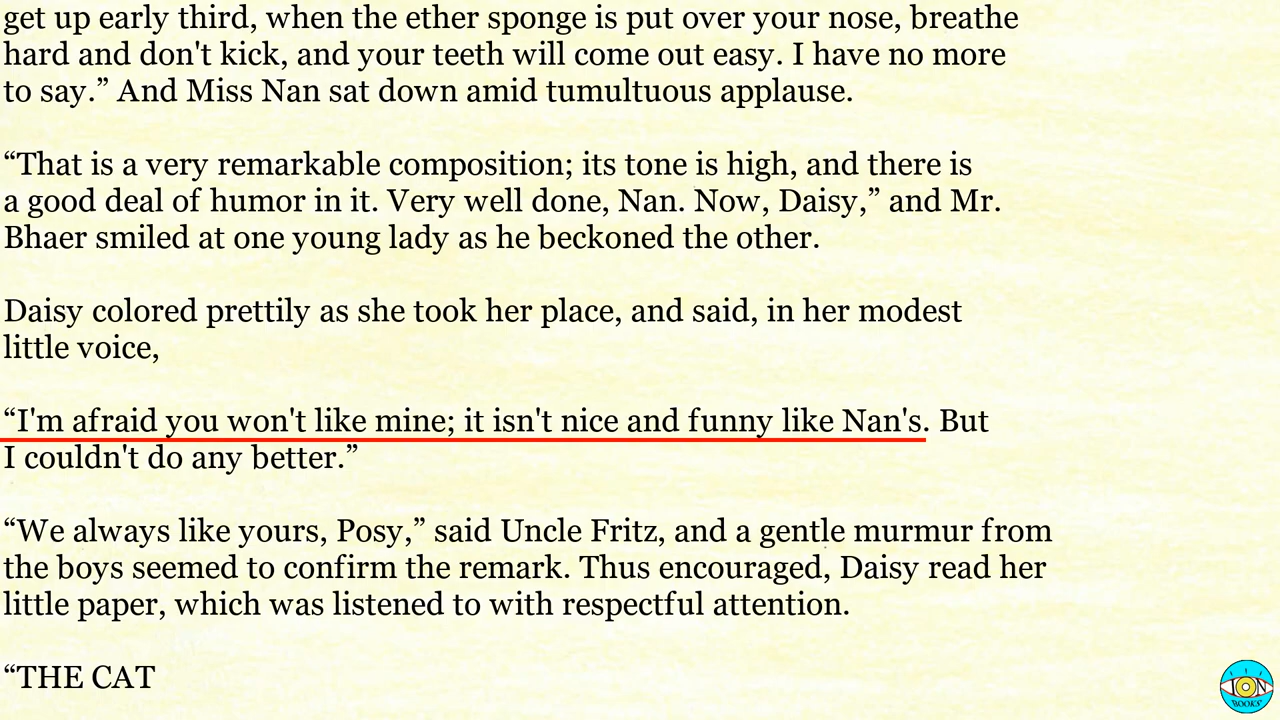 get up early third, when the ether sponge is put over your nose, breathe
hard and don't kick, and your teeth will come out easy. I have no more
to say.” And Miss Nan sat down amid tumultuous applause.
“That is a very remarkable composition; its tone is high, and there is
a good deal of humor in it. Very well done, Nan. Now, Daisy,” and Mr.
Bhaer smiled at one young lady as he beckoned the other.
Daisy colored prettily as she took her place, and said, in her modest
little voice,
“I'm afraid you won't like mine; it isn't nice and funny like Nan's. But
I couldn't do any better.”
“We always like yours, Posy,” said Uncle Fritz, and a gentle murmur from
the boys seemed to confirm the remark. Thus encouraged, Daisy read her
little paper, which was listened to with respectful attention.
“THE CAT
ION
BOOKS